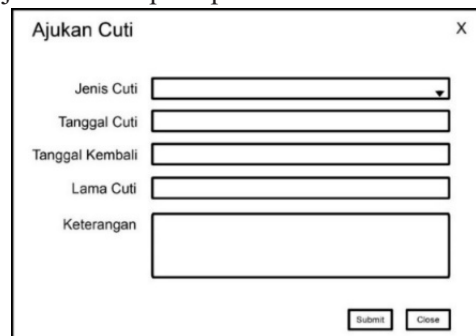 Ajukan Cuti X
Jenis Cuti
Tanggal Cuti
Tanggal Kembali
Lama Cuti
Keterangan
Submit Close